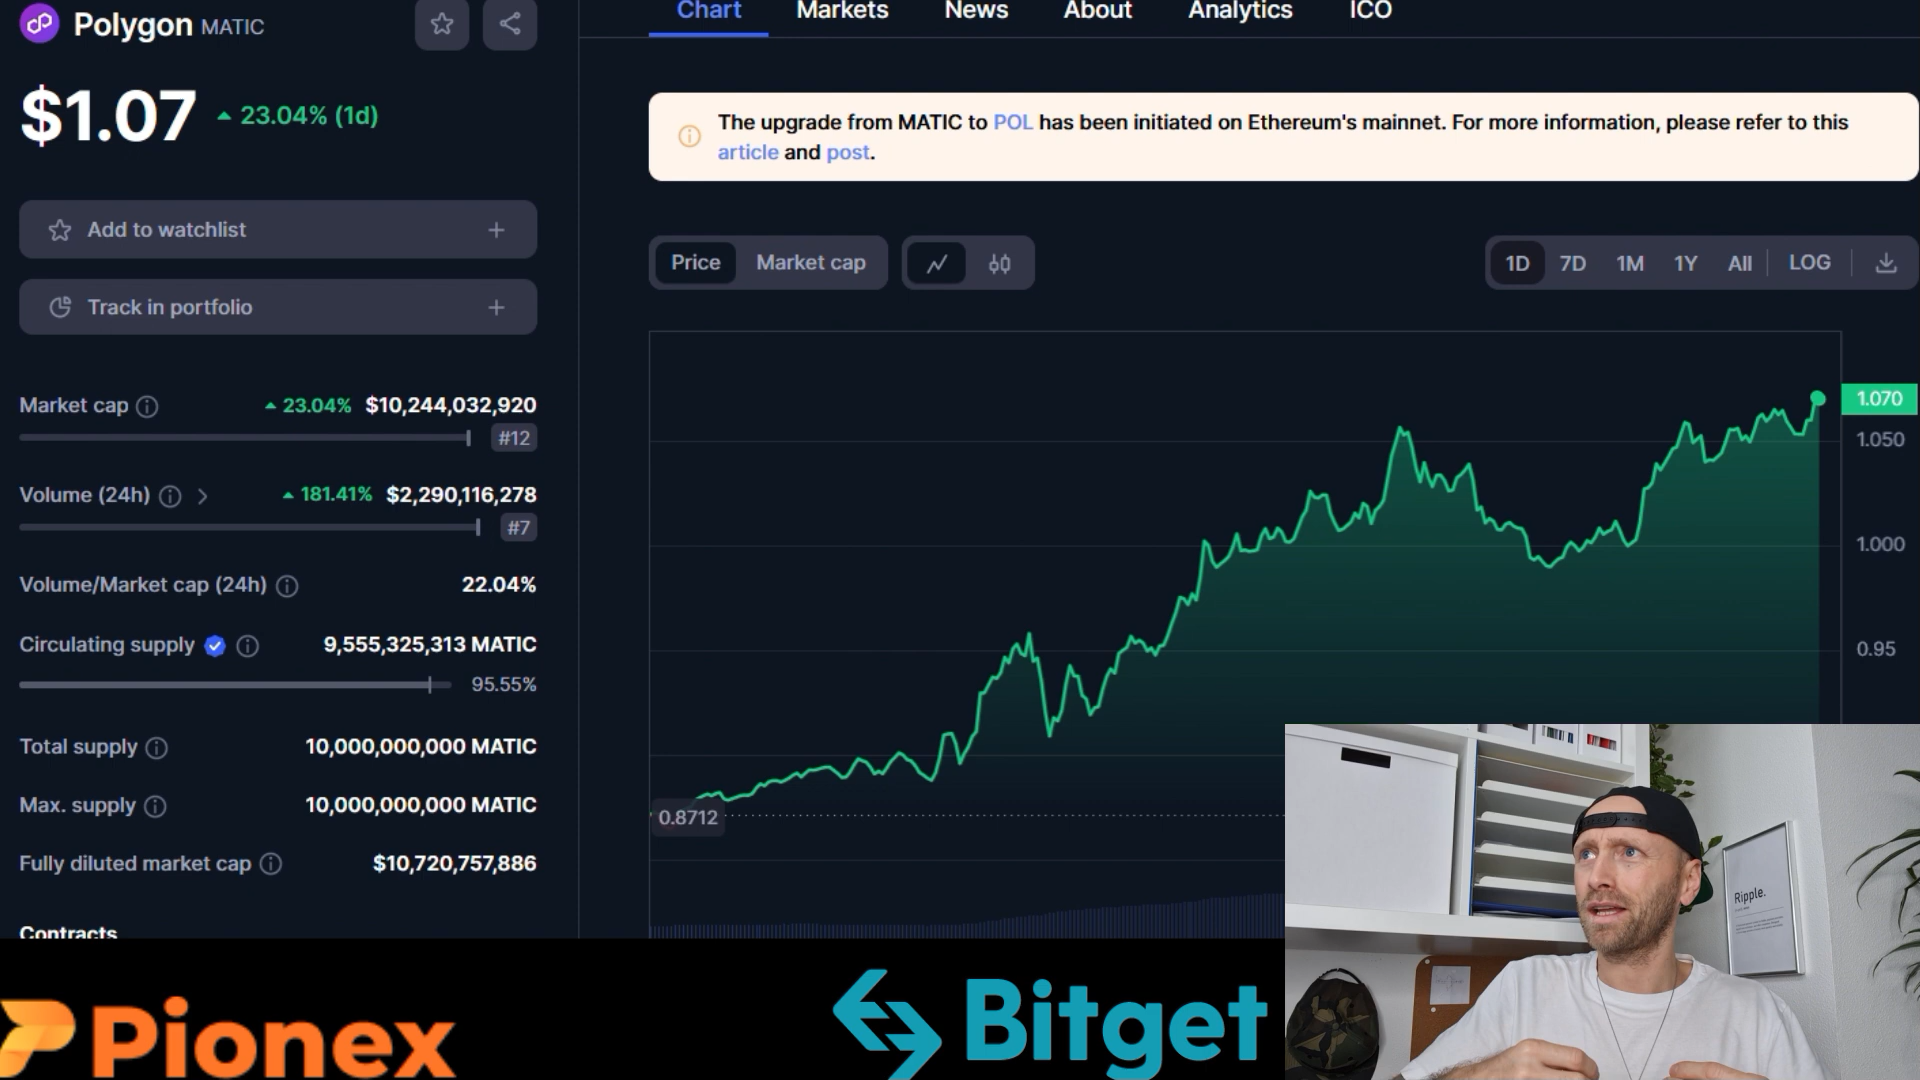 Polygon MATIC
$1.07 23.04% (1d)
Add to watchlist
Track in portfolio
Market cap 23.04% $10,244,032,920
#12
Volume (24h) 181.41% $2,290,116,278
#7
Volume/Market cap (24h) 22.04%
Circulating supply 9,555,325,313 MATIC
95.55%
Total supply 10,000,000,000 MATIC
Max. supply 10,000,000,000 MATIC
Fully diluted market cap $10,720,757,886
Contracts
Chart Markets News About Analytics ICO
The upgrade from MATIC to POL has been initiated on Ethereum's mainnet. For more information, please refer to this
article and post.
Price Market cap
1D 7D 1M 1Y All LOG
1.070
1.050
1.000
0.95
0.8712
Ripple.
Pionex
Bitget